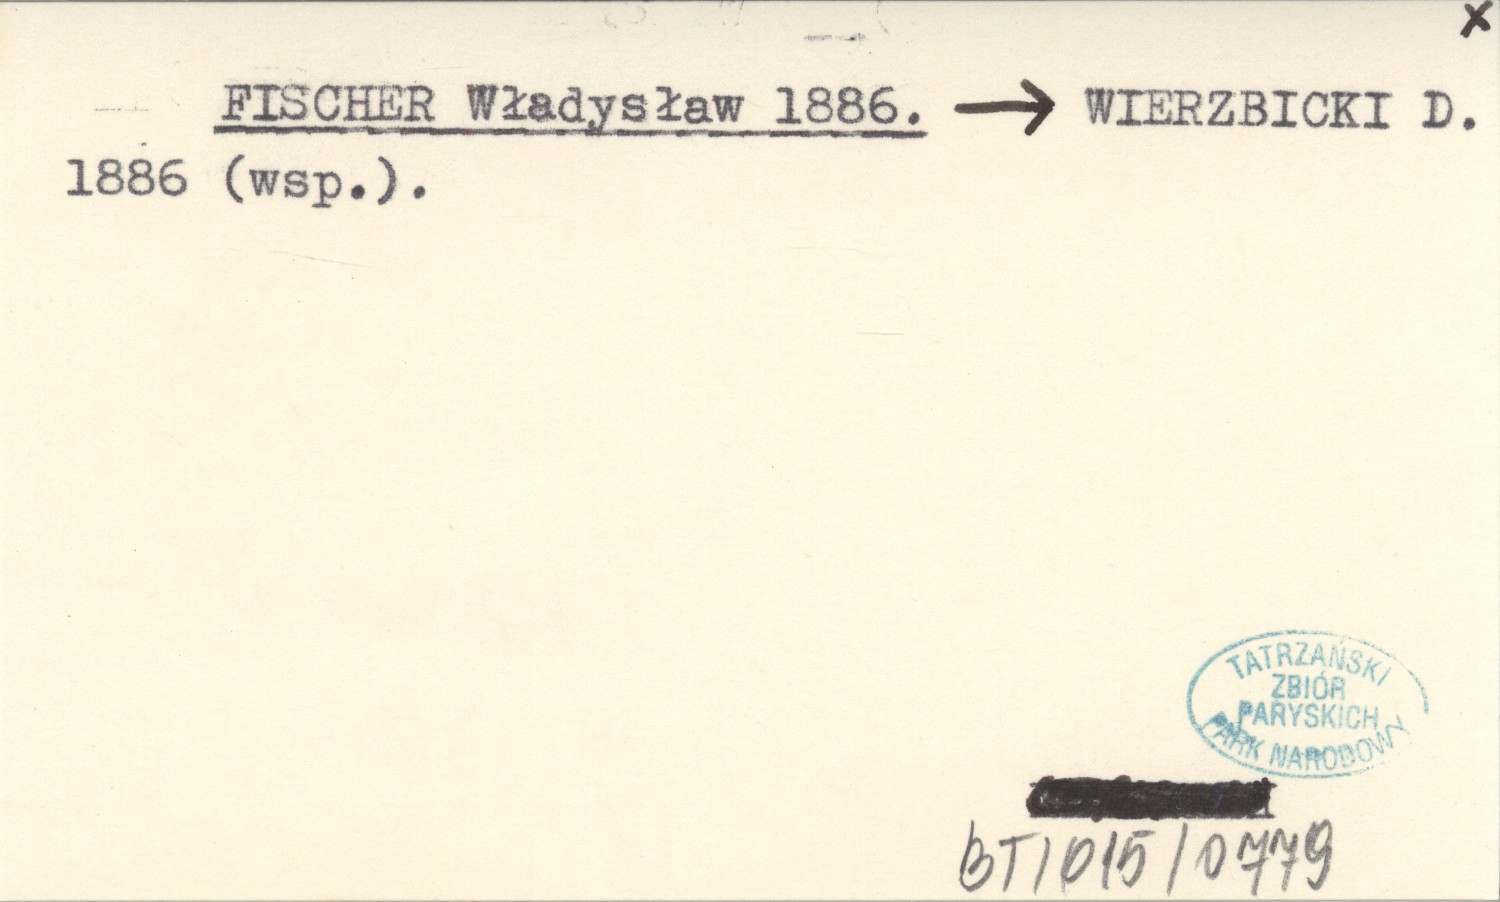 x
FISCHER Władysław 1886. → WIERZBICKI D.
1886 (wsp.).
TATRZAŃSKI
ZBIÓR
PARYSKICH
PARK NARODOWY
BT/015/0779